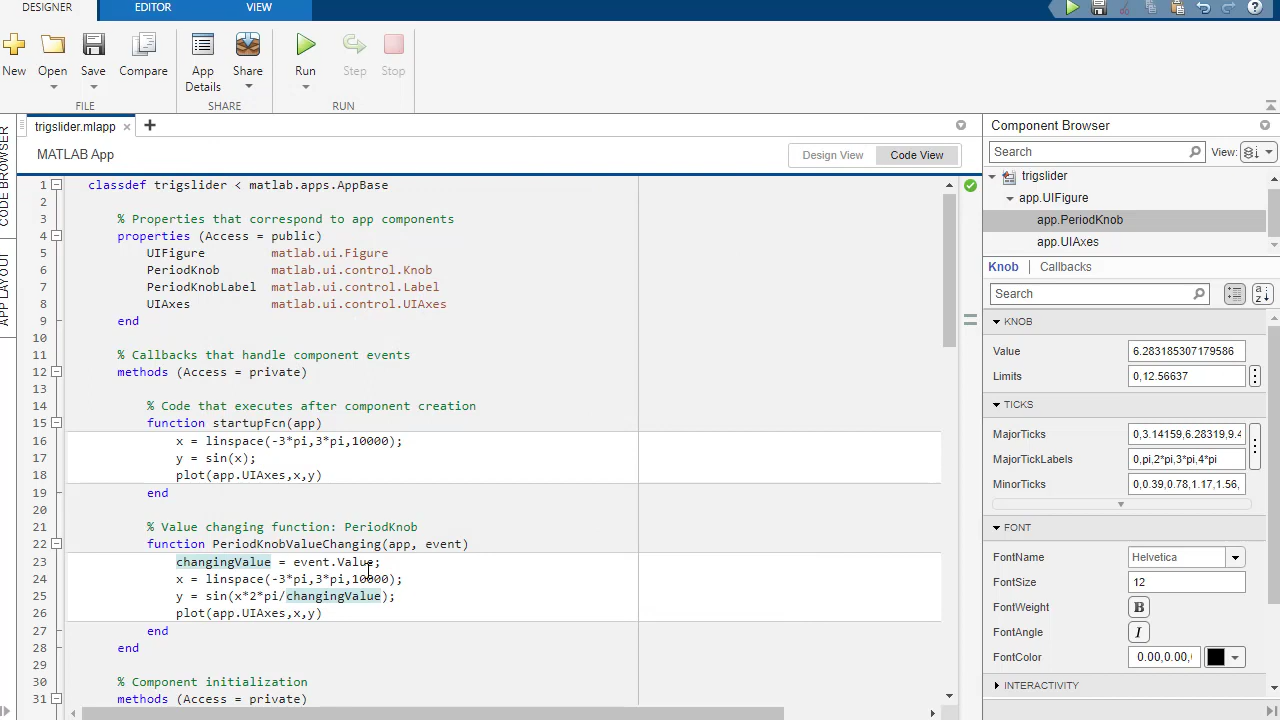 DESIGNER EDITOR VIEW
New Open Save Compare App Details Share Run Step Stop
FILE SHARE RUN
trigslider.mlapp
MATLAB App Design View Code View
CODE BROWSER
APP LAYOUT
1 classdef trigslider < matlab.apps.AppBase
2
3 % Properties that correspond to app components
4 properties (Access = public)
5 UIFigure matlab.ui.Figure
6 PeriodKnob matlab.ui.control.Knob
7 PeriodKnobLabel matlab.ui.control.Label
8 UIAxes matlab.ui.control.UIAxes
9 end
10
11 % Callbacks that handle component events
12 methods (Access = private)
13
14 % Code that executes after component creation
15 function startupFcn(app)
16 x = linspace(-3*pi,3*pi,10000);
17 y = sin(x);
18 plot(app.UIAxes,x,y)
19 end
20
21 % Value changing function: PeriodKnob
22 function PeriodKnobValueChanging(app, event)
23 changingValue = event.Value;
24 x = linspace(-3*pi,3*pi,10000);
25 y = sin(x*2*pi/changingValue);
26 plot(app.UIAxes,x,y)
27 end
28 end
29
30 % Component initialization
31 methods (Access = private)
Component Browser
Search View:
trigslider
app.UIFigure
app.PeriodKnob
app.UIAxes
Knob Callbacks
Search
KNOB
Value 6.283185307179586
Limits 0,12.56637
TICKS
MajorTicks 0,3.14159,6.28319,9.4
MajorTickLabels 0,pi,2*pi,3*pi,4*pi
MinorTicks 0,0.39,0.78,1.17,1.56,
FONT
FontName Helvetica
FontSize 12
FontWeight B
FontAngle I
FontColor 0.00,0.00,
INTERACTIVITY